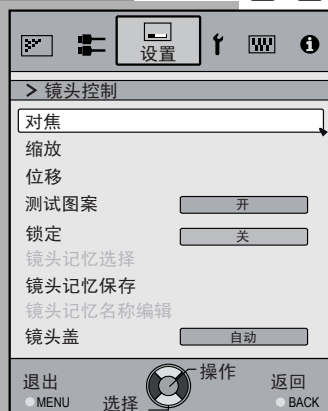 设置
> 镜头控制
对焦
缩放
位移
测试图案 开
锁定 关
镜头记忆选择
镜头记忆保存
镜头记忆名称编辑
镜头盖 自动
退出 操作 返回
MENU 选择 BACK